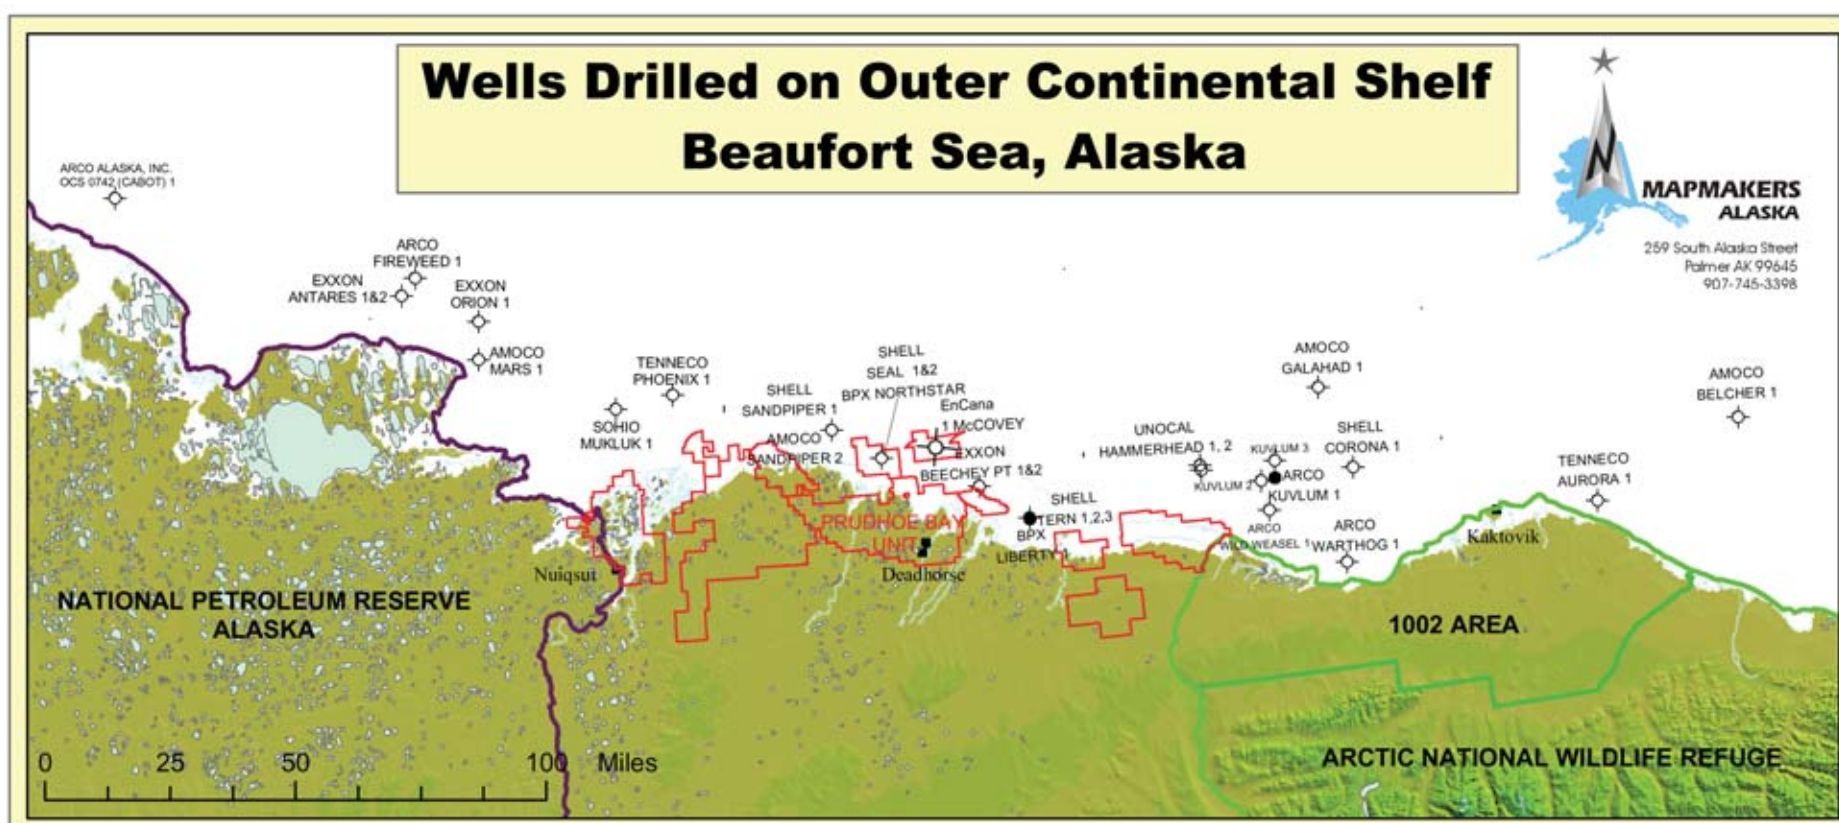 Wells Drilled on Outer Continental Shelf
Beaufort Sea, Alaska
N
MAPMAKERS
ALASKA
259 South Alaska Street
Palmer AK 99645
907-745-3398
ARCO ALASKA, INC.
OCS 0742 (CABOT) 1
ARCO
FIREWEED 1
EXXON
ANTARES 1&2
EXXON
ORION 1
AMOCO
MARS 1
TENNECO
PHOENIX 1
SOHIO
MUKLUK 1
SHELL
SANDPIPER 1
AMOCO
SANDPIPER 2
SHELL
SEAL 1&2
BPX NORTHSTAR
EnCana
1 McCOVEY
EXXON
BEECHEY PT 1&2
SHELL
TERN 1,2,3
BPX
LIBERTY 1
UNOCAL
HAMMERHEAD 1, 2
KUVLUM 3
KUVLUM 2
ARCO
KUVLUM 1
ARCO
WILD WEASEL 1
ARCO
WARTHOG 1
AMOCO
GALAHAD 1
SHELL
CORONA 1
TENNECO
AURORA 1
AMOCO
BELCHER 1
PRUDHOE BAY
UNIT
Nuiqsut
Deadhorse
Kaktovik
NATIONAL PETROLEUM RESERVE
ALASKA
1002 AREA
ARCTIC NATIONAL WILDLIFE REFUGE
0 25 50 100 Miles